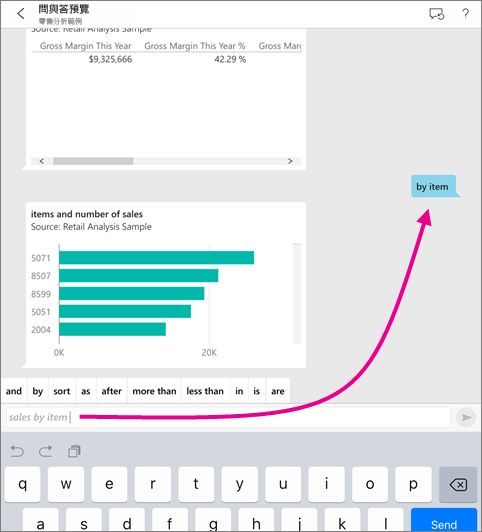 問與答預覽
零售分析範例
?
Source: Retail Analysis Sample
Gross Margin This Year Gross Margin This Year % Gross Margi
$9,325,666 42.29 %
by item
items and number of sales
Source: Retail Analysis Sample
5071
8507
8599
5051
2004
0K 20K
and by sort as after more than less than in is are
sales by item
q w e r t y u i o p
a s d f g h j k l Send